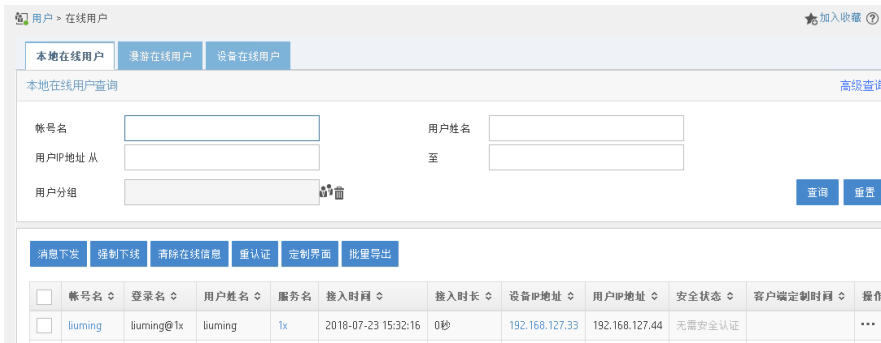 用户 > 在线用户 加入收藏 ?
本地在线用户 漫游在线用户 设备在线用户
本地在线用户查询 高级查询
帐号名 用户姓名
用户IP地址 从 至
用户分组 查询 重置
消息下发 强制下线 清除在线信息 重认证 定制界面 批量导出
帐号名 登录名 用户姓名 服务名 接入时间 接入时长 设备IP地址 用户IP地址 安全状态 客户端定制时间 操作
liuming liuming@1x liuming 1x 2018-07-23 15:32:16 0秒 192.168.127.33 192.168.127.44 无需安全认证 ...